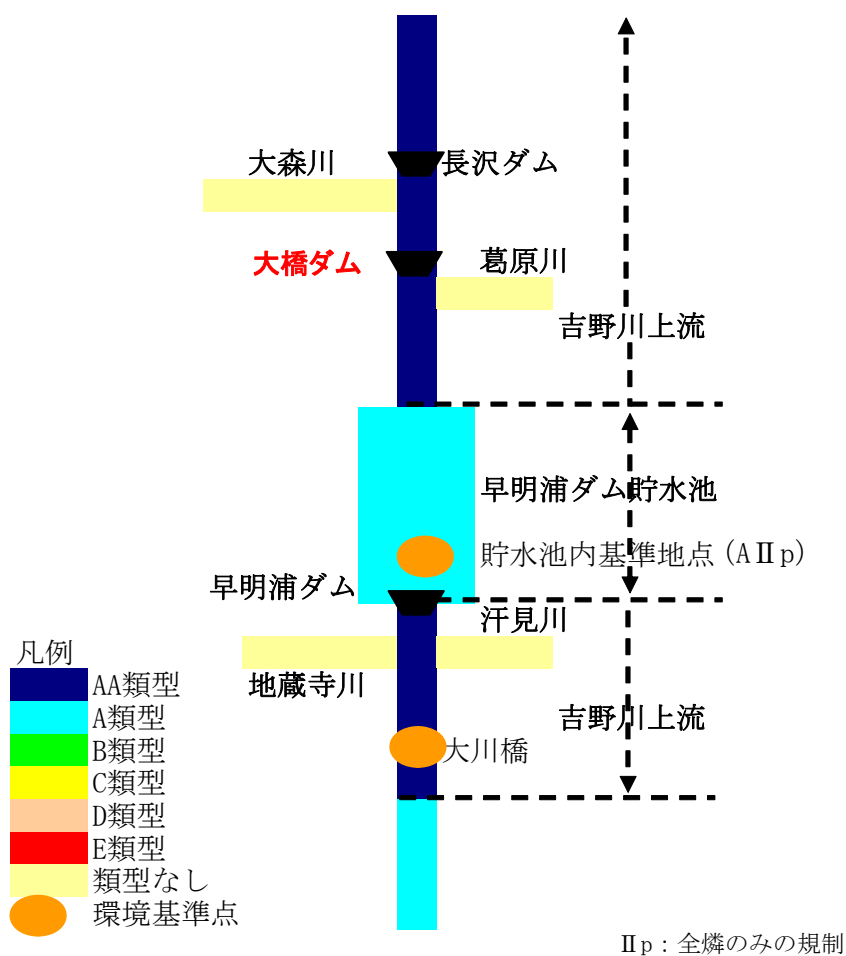 大森川
長沢ダム
大橋ダム
葛原川
吉野川上流
早明浦ダム貯水池
貯水池内基準地点(AⅡp)
早明浦ダム
汗見川
地蔵寺川
吉野川上流
大川橋
凡例
AA類型
A類型
B類型
C類型
D類型
E類型
類型なし
環境基準点
Ⅱp:全燐のみの規制